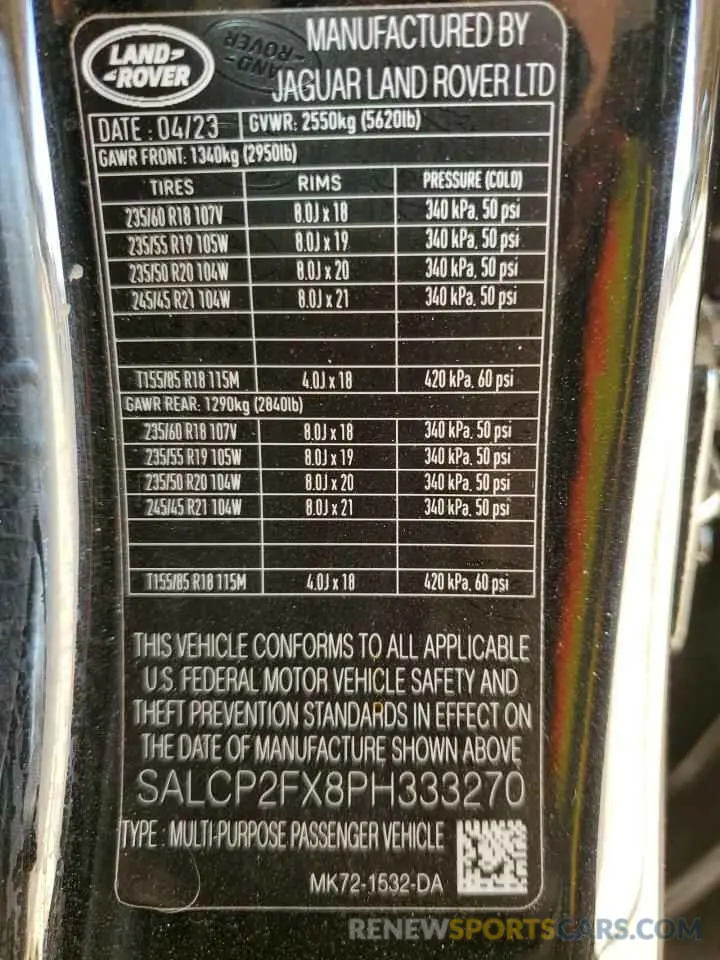 LAND-
-ROVER
MANUFACTURED BY
JAGUAR LAND ROVER LTD
DATE : 04/23 GVWR: 2550kg (5620lb)
GAWR FRONT: 1340kg (2950lb)
TIRES RIMS PRESSURE (COLD)
235/60 R18 107V 8.0J x 18 340 kPa, 50 psi
235/55 R19 105W 8.0J x 19 340 kPa, 50 psi
235/50 R20 104W 8.0J x 20 340 kPa, 50 psi
245/45 R21 104W 8.0J x 21 340 kPa, 50 psi
T155/85 R18 115M 4.0J x 18 420 kPa, 60 psi
GAWR REAR: 1290kg (2840lb)
235/60 R18 107V 8.0J x 18 340 kPa, 50 psi
235/55 R19 105W 8.0J x 19 340 kPa, 50 psi
235/50 R20 104W 8.0J x 20 340 kPa, 50 psi
245/45 R21 104W 8.0J x 21 340 kPa, 50 psi
T155/85 R18 115M 4.0J x 18 420 kPa, 60 psi
THIS VEHICLE CONFORMS TO ALL APPLICABLE
U.S. FEDERAL MOTOR VEHICLE SAFETY AND
THEFT PREVENTION STANDARDS IN EFFECT ON
THE DATE OF MANUFACTURE SHOWN ABOVE
SALCP2FX8PH333270
TYPE : MULTI-PURPOSE PASSENGER VEHICLE
MK72-1532-DA
RENEWSPORTSCARS.COM